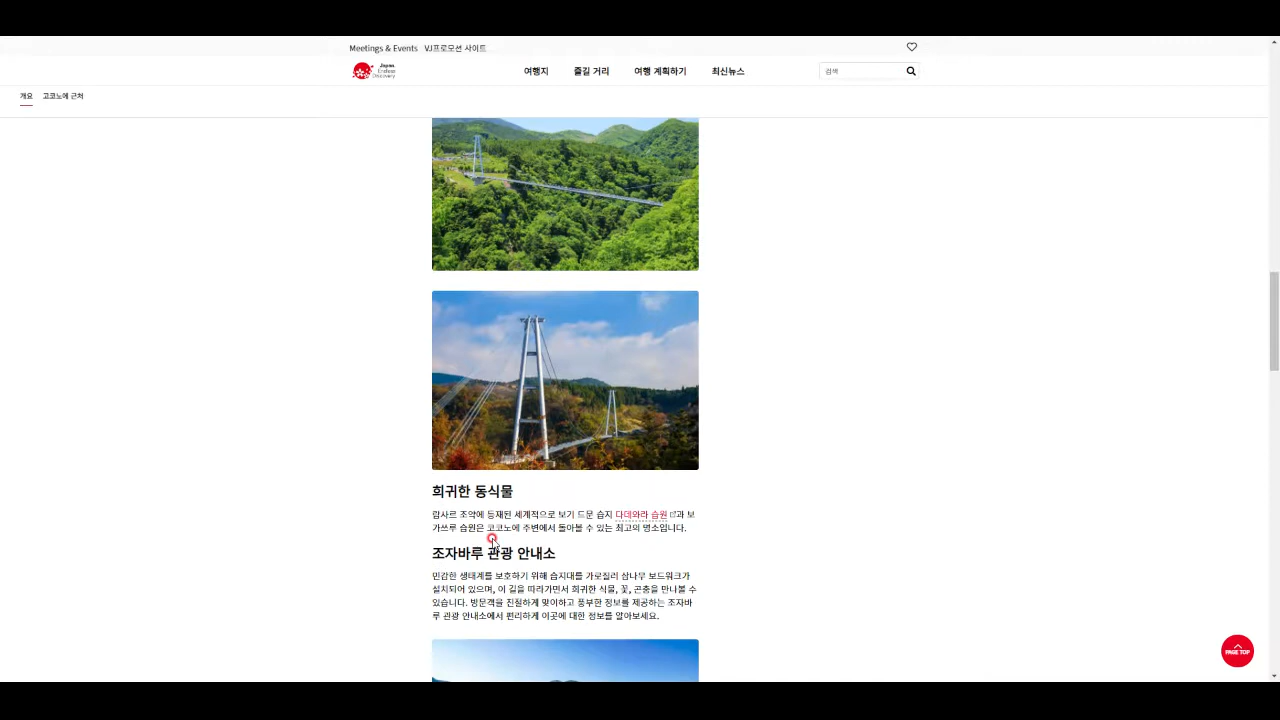 Meetings & Events VJ프로모션 사이트
Japan.
Endless
Discovery.
여행지 즐길 거리 여행 계획하기 최신뉴스
검색
개요 고코노에 근처
희귀한 동식물
람사르 조약에 등재된 세계적으로 보기 드문 습지 다데와라 습원과 보
가쓰루 습원은 코코노에 주변에서 돌아볼 수 있는 최고의 명소입니다.
조자바루 관광 안내소
민감한 생태계를 보호하기 위해 습지대를 가로질러 삼나무 보드워크가
설치되어 있으며, 이 길을 따라가면서 희귀한 식물, 꽃, 곤충을 만나볼 수
있습니다. 방문객을 친절하게 맞이하고 풍부한 정보를 제공하는 조자바
루 관광 안내소에서 편리하게 이곳에 대한 정보를 알아보세요.
PAGE TOP